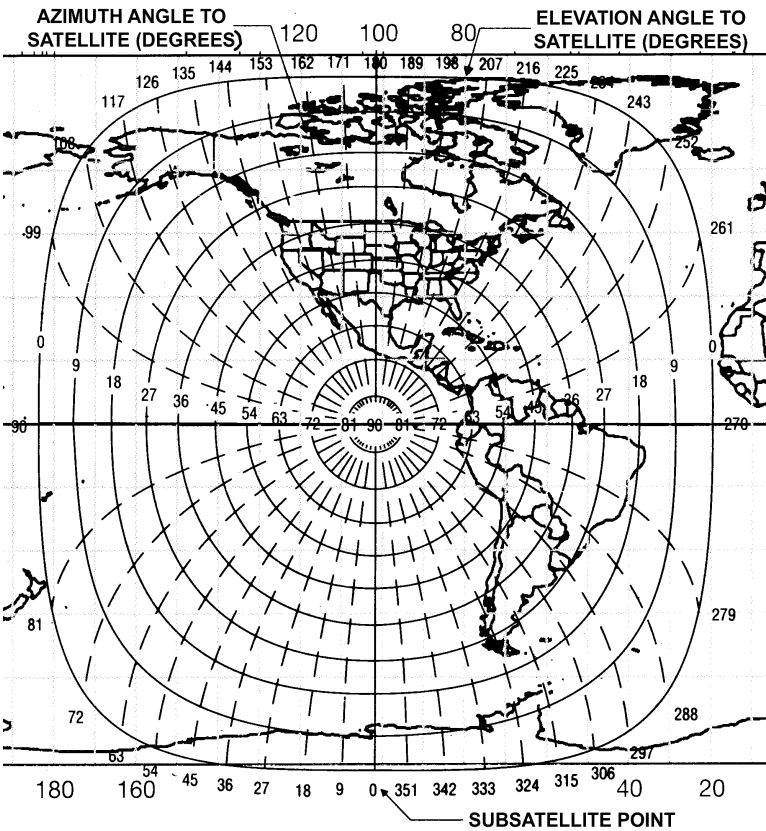 AZIMUTH ANGLE TO
SATELLITE (DEGREES)
120 100 80
ELEVATION ANGLE TO
SATELLITE (DEGREES)
117 126 135 144 153 162 171 180 189 198 207 216 225 234 243
108 252
99 261
0 0
9 18 27 36 45 54 63 72 81 90 81 72 63 54 45 36 27 18 9
90 270
81 279
72 288
63 297
54 45 36 27 18 9 0 351 342 333 324 315 306
180 160 40 20
SUBSATELLITE POINT